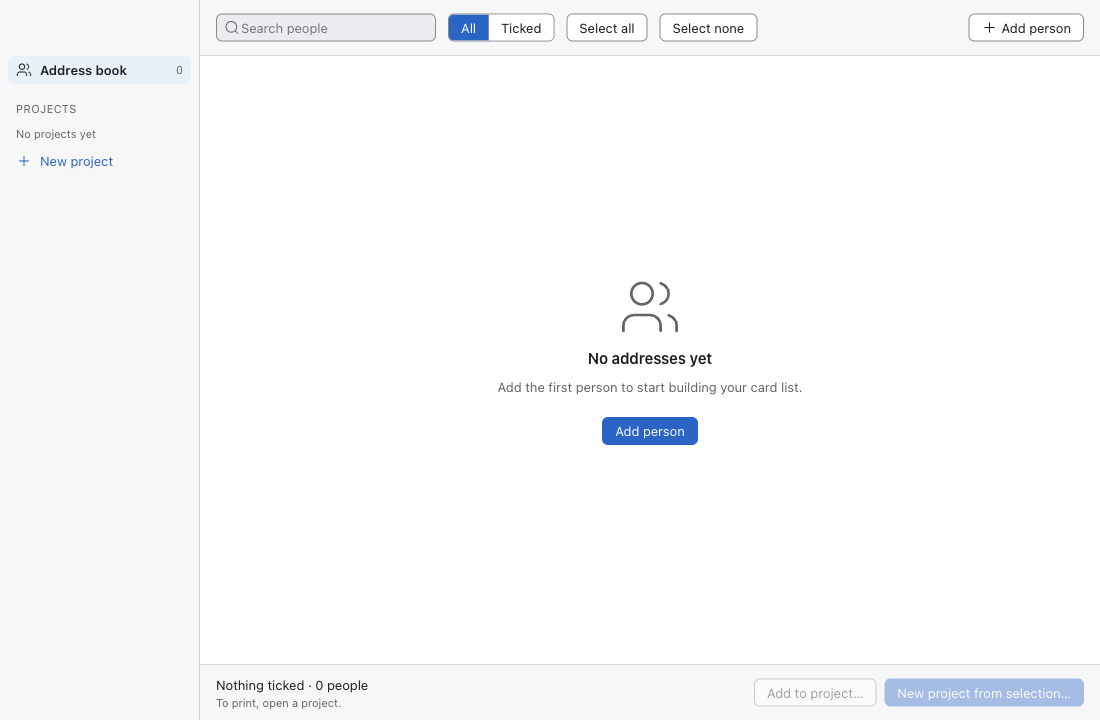 Search people
All
Ticked
Select all
Select none
Add person
Address book
0
PROJECTS
No projects yet
New project
No addresses yet
Add the first person to start building your card list.
Add person
Nothing ticked · 0 people
To print, open a project.
Add to project...
New project from selection...